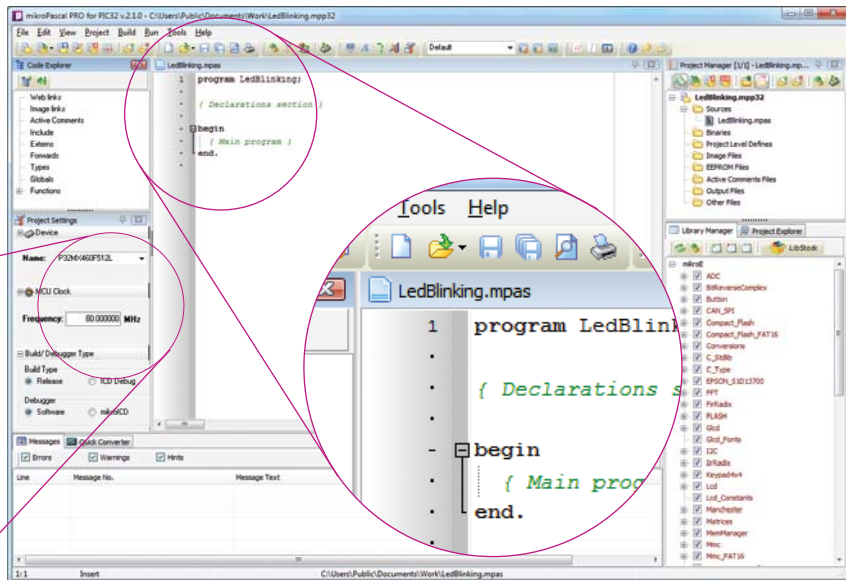 mikroPascal PRO for PIC32 v.2.1.0 - C:\Users\Public\Documents\Work\LedBlinking.mpp32
File Edit View Project Build Run Tools Help
Default
Code Explorer
Web links
Image links
Active Comments
Include
Externs
Forwards
Types
Globals
Functions
Project Settings
Device
Name: P32MX460F512L
MCU Clock
Frequency: 80.000000 MHz
Build/Debugger Type
Build Type
Release ICD Debug
Debugger
Software mikroICD
LedBlinking.mpas
1 program LedBlinking;
{ Declarations section }
begin
{ Main program }
end.
Tools Help
LedBlinking.mpas
1 program LedBlink
{ Declarations s
begin
{ Main prog
end.
Project Manager [1/1] - LedBlinking.mp...
LedBlinking.mpp32
Sources
LedBlinking.mpas
Binaries
Project Level Defines
Image Files
EEPROM Files
Active Comments Files
Output Files
Other Files
Library Manager Project Explorer
LibStock
mikroE
ADC
BitReverseComplex
Button
CAN_SPI
Compact_Flash
Compact_Flash_FAT16
Conversions
C_Stdlib
C_Type
EPSON_S1D13700
FFT
FirRadix
FLASH
Glcd
Glcd_Fonts
I2C
IirRadix
Keypad4x4
Lcd
Lcd_Constants
Manchester
Matrices
MemManager
Mmc
Mmc_FAT16
Messages Quick Converter
Errors Warnings Hints
Line Message No. Message Text
1:1 Insert C:\Users\Public\Documents\Work\LedBlinking.mpas